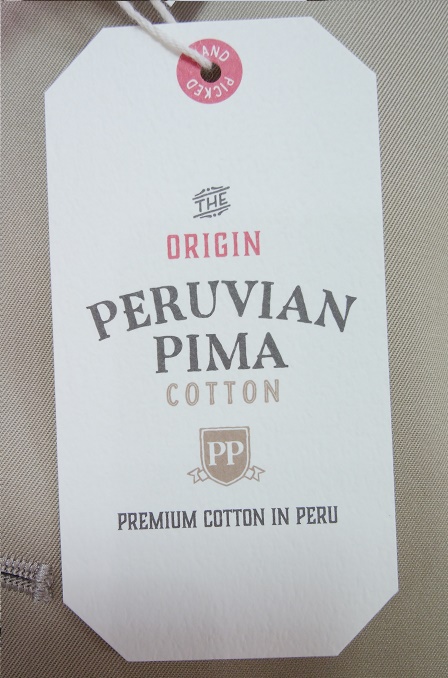 HAND PICKED
THE
ORIGIN
PERUVIAN
PIMA
COTTON
PP
PREMIUM COTTON IN PERU